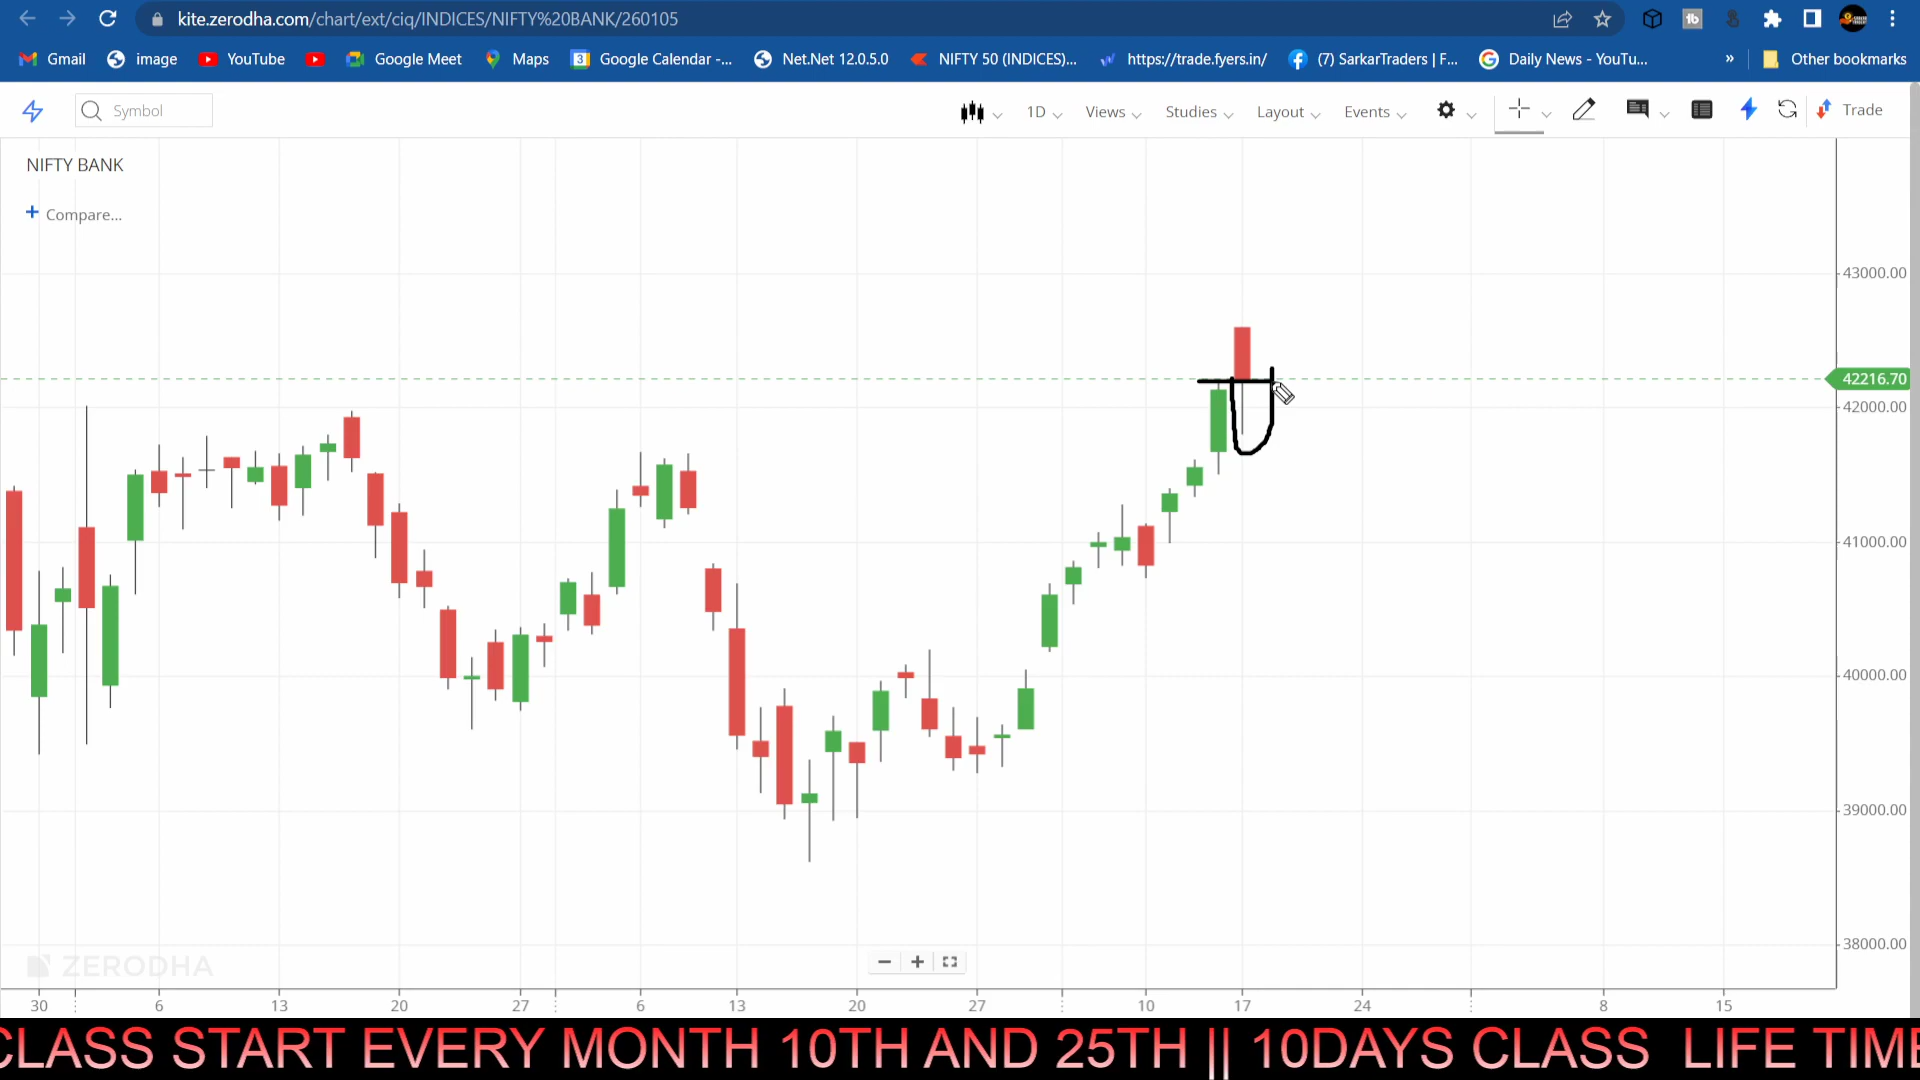 kite.zerodha.com/chart/ext/ciq/INDICES/NIFTY%20BANK/260105
Gmail image YouTube Google Meet Maps 3 Google Calendar -... Net.Net 12.0.5.0 NIFTY 50 (INDICES)... https://trade.fyers.in/ (7) SarkarTraders | F... Daily News - YouTu... » Other bookmarks
Symbol 1D Views Studies Layout Events Trade
NIFTY BANK
+ Compare...
43000.00
42216.70
42000.00
41000.00
40000.00
39000.00
38000.00
ZERODHA
30 6 13 20 27 6 13 20 27 10 17 24 8 15
CLASS START EVERY MONTH 10TH AND 25TH || 10DAYS CLASS LIFE TIME